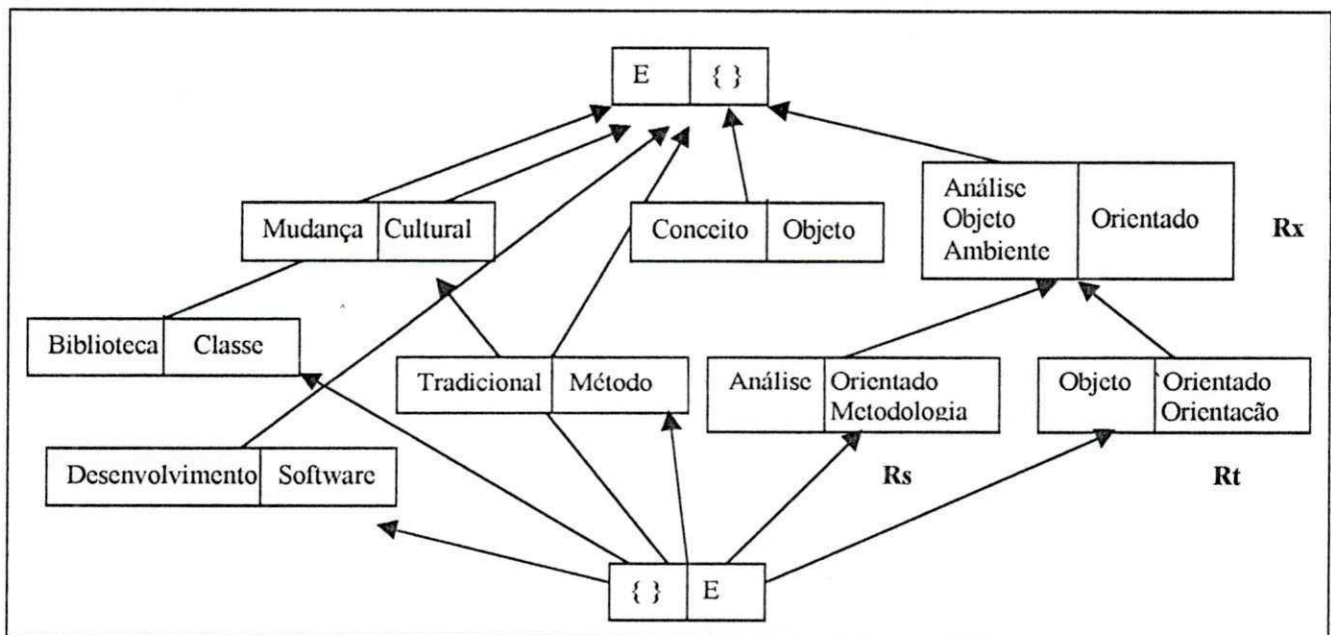 E { }
Análise
Objeto
Ambiente
Orientado
Rx
Mudança Cultural
Conceito Objeto
Biblioteca Classe
Tradicional Método
Análise Orientado
Metodologia
Objeto Orientado
Orientação
Desenvolvimento Software
Rs
Rt
{ } E